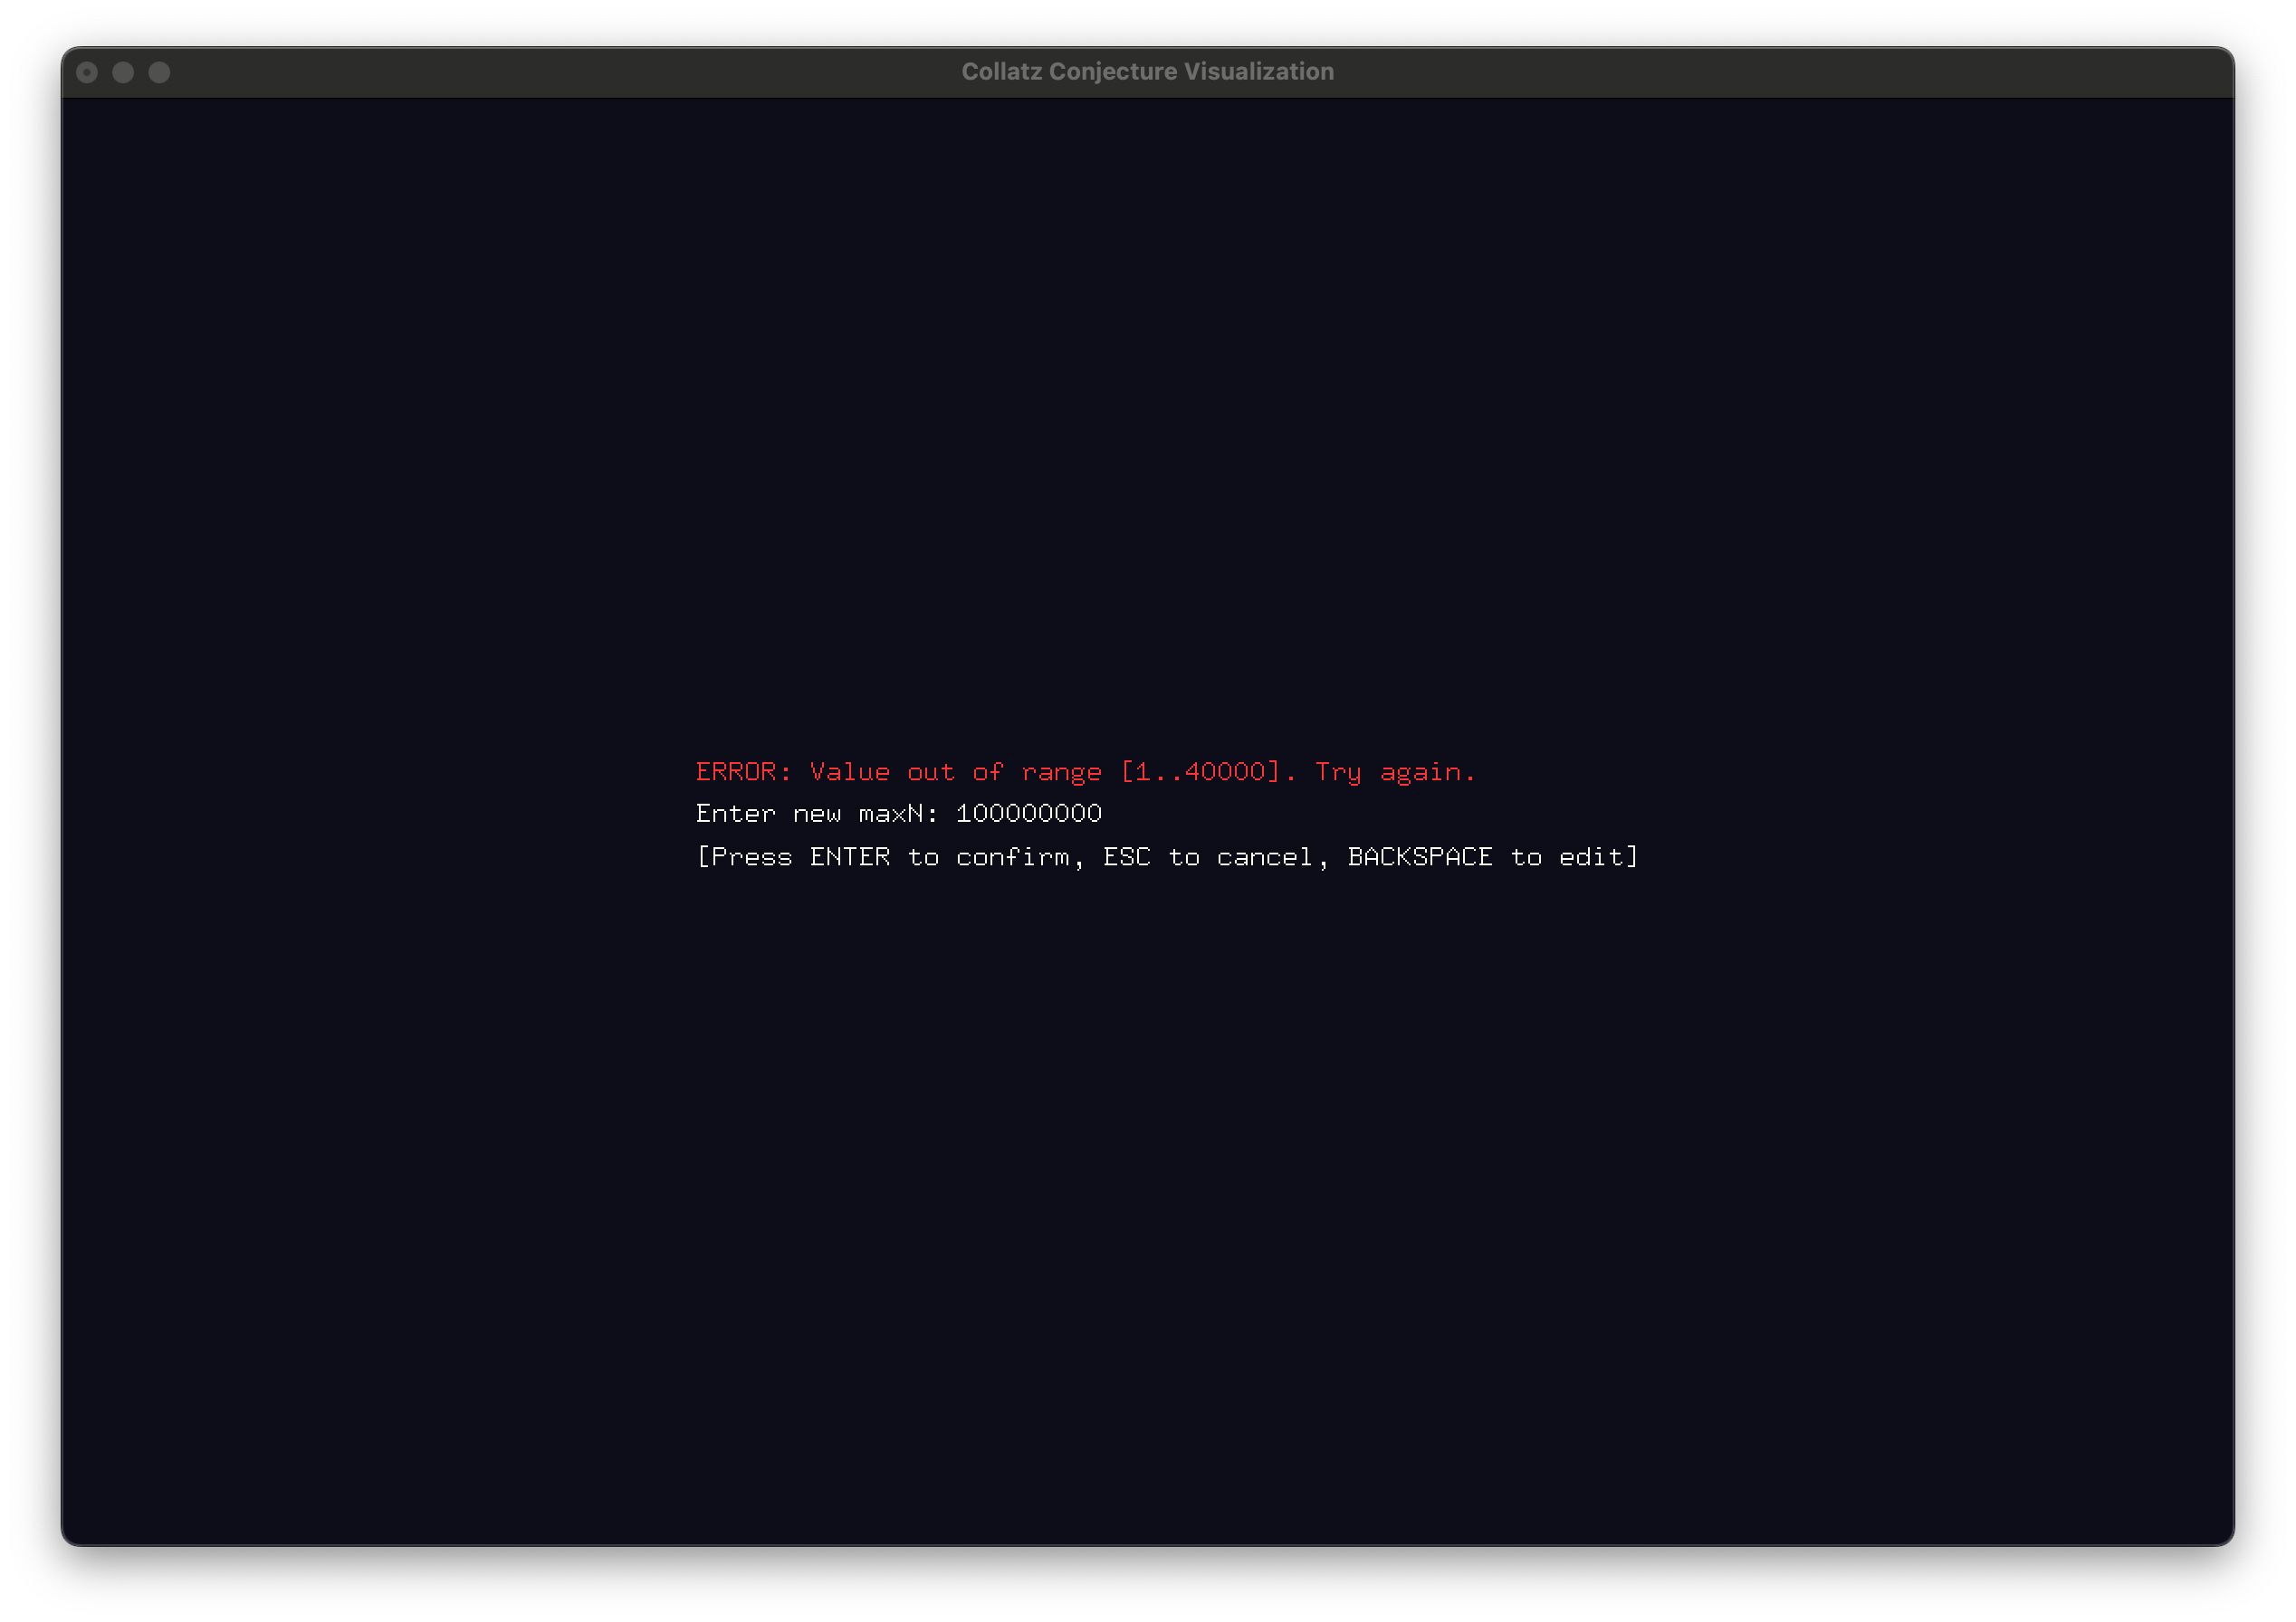 Collatz Conjecture Visualization
ERROR: Value out of range [1..40000]. Try again.
Enter new maxN: 100000000
[Press ENTER to confirm, ESC to cancel, BACKSPACE to edit]